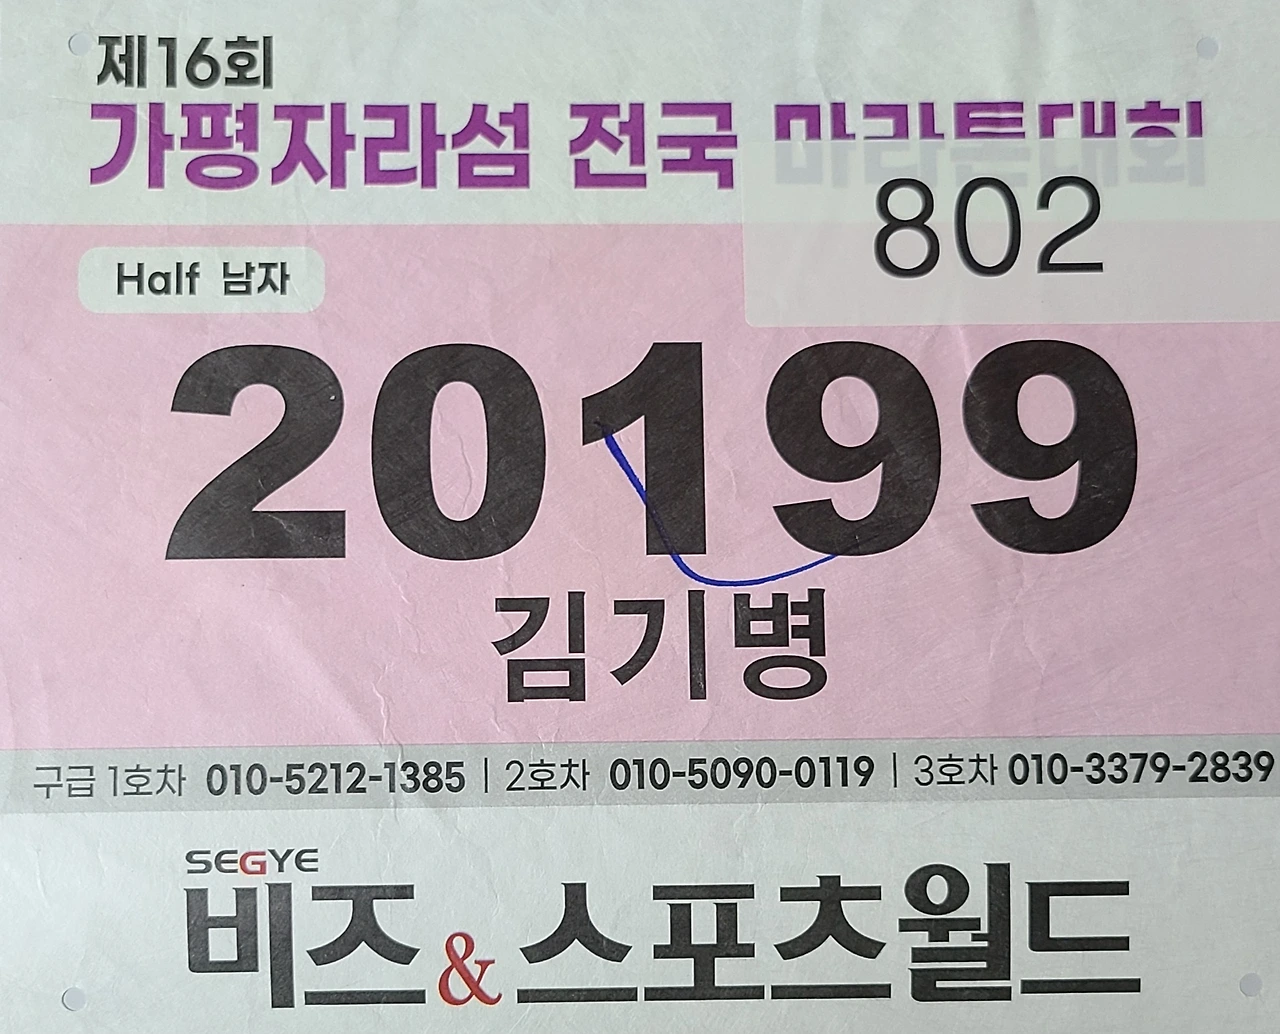 제16회
가평자라섬 전국 마라톤대회
802
Half 남자
20199
김기병
구급 1호차 010-5212-1385 | 2호차 010-5090-0119 | 3호차 010-3379-2839
SEGYE
비즈&스포츠월드